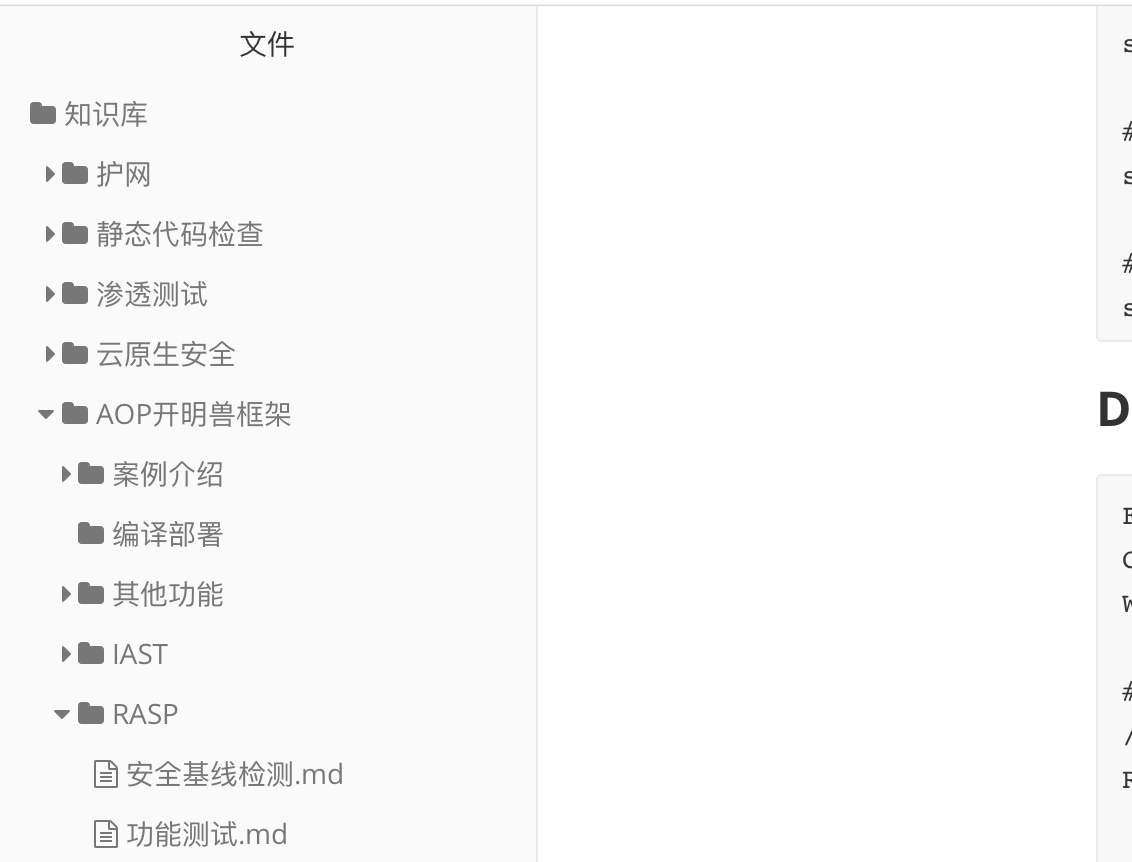 文件
知识库
护网
静态代码检查
渗透测试
云原生安全
AOP开明兽框架
案例介绍
编译部署
其他功能
IAST
RASP
安全基线检测.md
功能测试.md
s
#
s
#
s
D
#
/
R